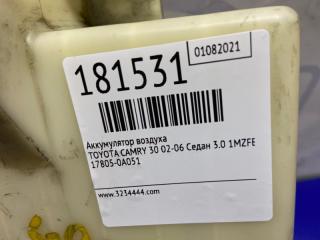 181531
01082021
Аккумулятор воздуха
TOYOTA CAMRY 30 02-06 Седан 3.0 1MZFE
17805-0A051
www.3234444.com